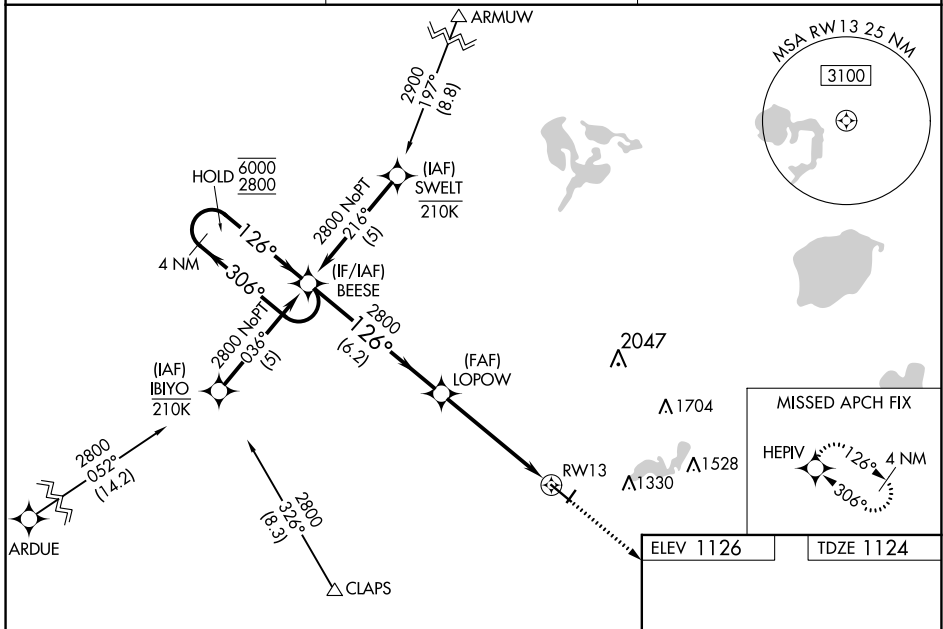 ARMUW
MSA RW13 25 NM
3100
2900
197°
(8.8)
HOLD
6000
2800
(IAF)
SWELT
210K
2800 NoPT
216°
(5)
126°
4 NM
306°
(IF/IAF)
BEESE
2800 NoPT
036°
(5)
2800
126°
(6.2)
(IAF)
IBIYO
210K
(FAF)
LOPOW
2047
1704
1528
1330
MISSED APCH FIX
HEPIV
126°
4 NM
306°
RW13
2800
052°
(14.2)
ARDUE
2800
326°
(8.3)
CLAPS
ELEV 1126
TDZE 1124